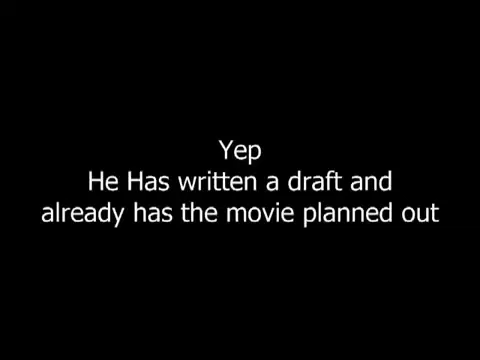 Yep
He Has written a draft and
already has the movie planned out